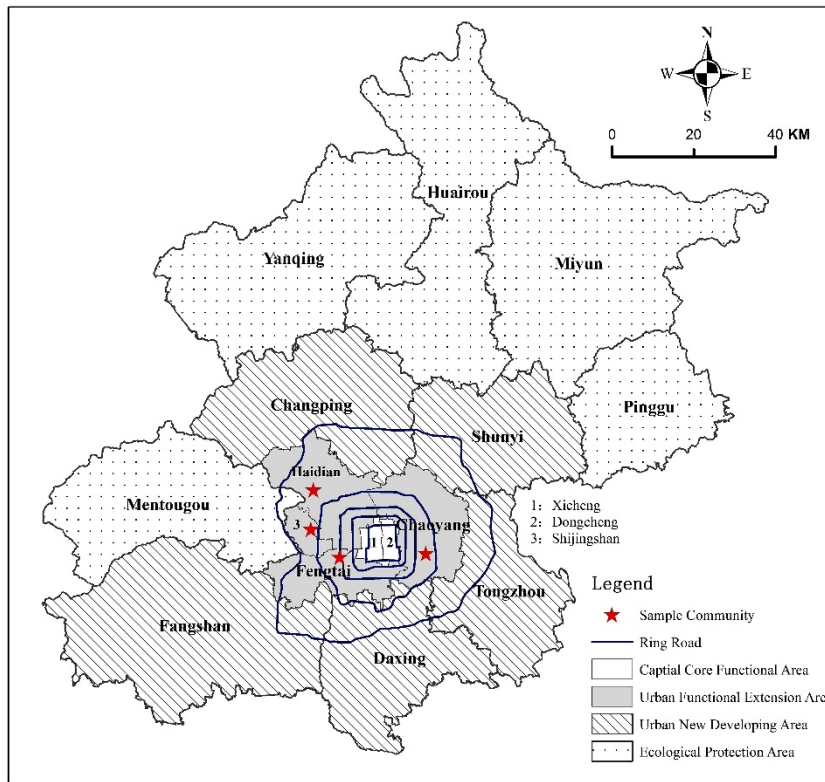 N
W E
S
0 20 40 KM
Huairou
Yanqing
Miyun
Changping
Pinggu
Shunyi
Haidian
Mentougou
1: Xicheng
Chaoyang
2: Dongcheng
3
3: Shijingshan
1 2
Fengtai
Legend
Tongzhou
Fangshan
Sample Community
Ring Road
Daxing
Captial Core Functional Area
Urban Functional Extension Are
Urban New Developing Area
Ecological Protection Area